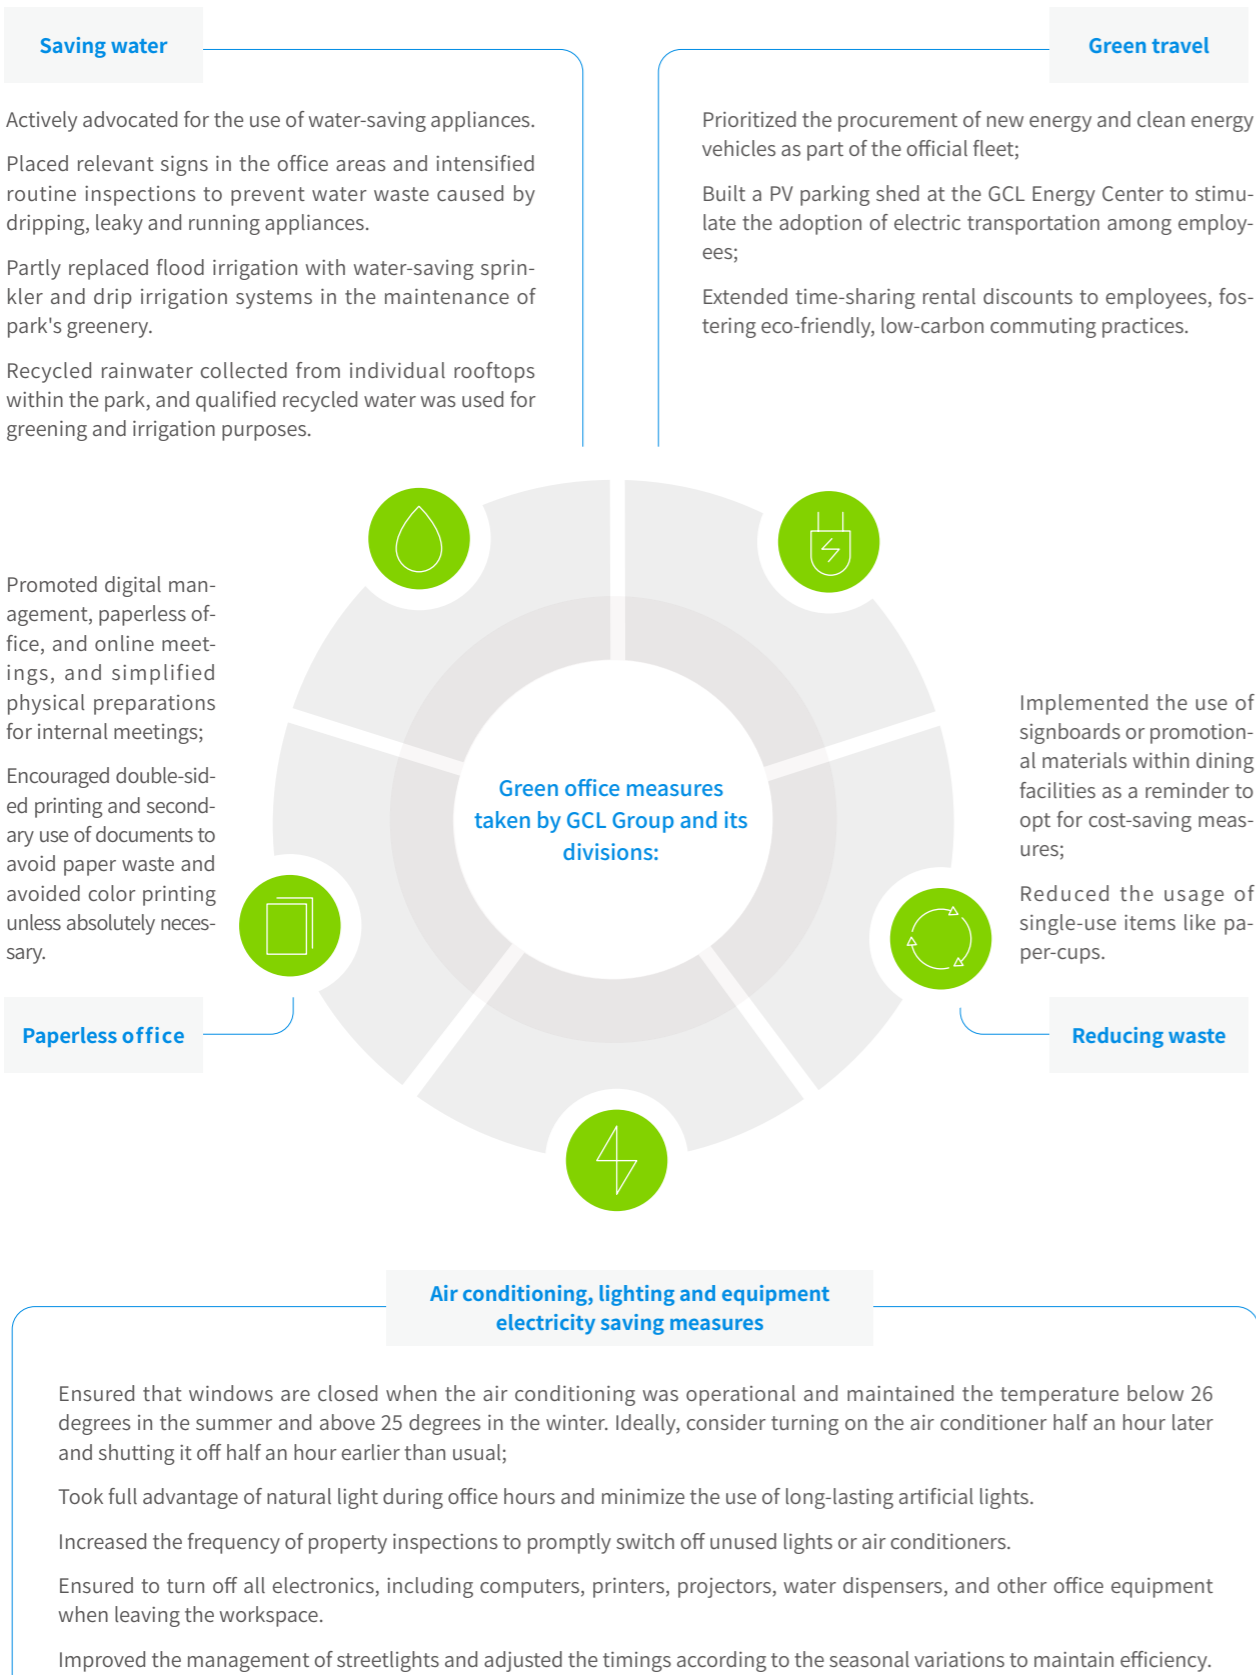 Saving water
Actively advocated for the use of water-saving appliances.
Placed relevant signs in the office areas and intensified
routine inspections to prevent water waste caused by
dripping, leaky and running appliances.
Partly replaced flood irrigation with water-saving sprin-
kler and drip irrigation systems in the maintenance of
park's greenery.
Recycled rainwater collected from individual rooftops
within the park, and qualified recycled water was used for
greening and irrigation purposes.
Green travel
Prioritized the procurement of new energy and clean energy
vehicles as part of the official fleet;
Built a PV parking shed at the GCL Energy Center to stimu-
late the adoption of electric transportation among employ-
ees;
Extended time-sharing rental discounts to employees, fos-
tering eco-friendly, low-carbon commuting practices.
Promoted digital man-
agement, paperless of-
fice, and online meet-
ings, and simplified
physical preparations
for internal meetings;
Encouraged double-sid-
ed printing and second-
ary use of documents to
avoid paper waste and
avoided color printing
unless absolutely neces-
sary.
Paperless office
Green office measures
taken by GCL Group and its
divisions:
Implemented the use of
signboards or promotion-
al materials within dining
facilities as a reminder to
opt for cost-saving meas-
ures;
Reduced the usage of
single-use items like pa-
per-cups.
Reducing waste
Air conditioning, lighting and equipment
electricity saving measures
Ensured that windows are closed when the air conditioning was operational and maintained the temperature below 26
degrees in the summer and above 25 degrees in the winter. Ideally, consider turning on the air conditioner half an hour later
and shutting it off half an hour earlier than usual;
Took full advantage of natural light during office hours and minimize the use of long-lasting artificial lights.
Increased the frequency of property inspections to promptly switch off unused lights or air conditioners.
Ensured to turn off all electronics, including computers, printers, projectors, water dispensers, and other office equipment
when leaving the workspace.
Improved the management of streetlights and adjusted the timings according to the seasonal variations to maintain efficiency.